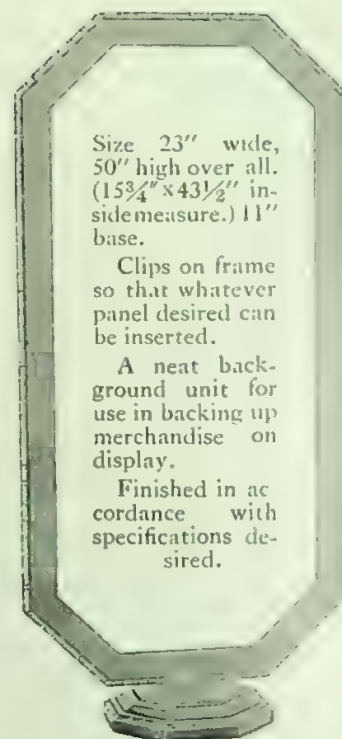 Size 23" wide,
50" high over all.
(15¾"x43½" in-
side measure.) 11"
base.
Clips on frame
so that whatever
panel desired can
be inserted.
A neat back-
ground unit for
use in backing up
merchandise on
display.
Finished in ac
cordance with
specifications de-
sired.